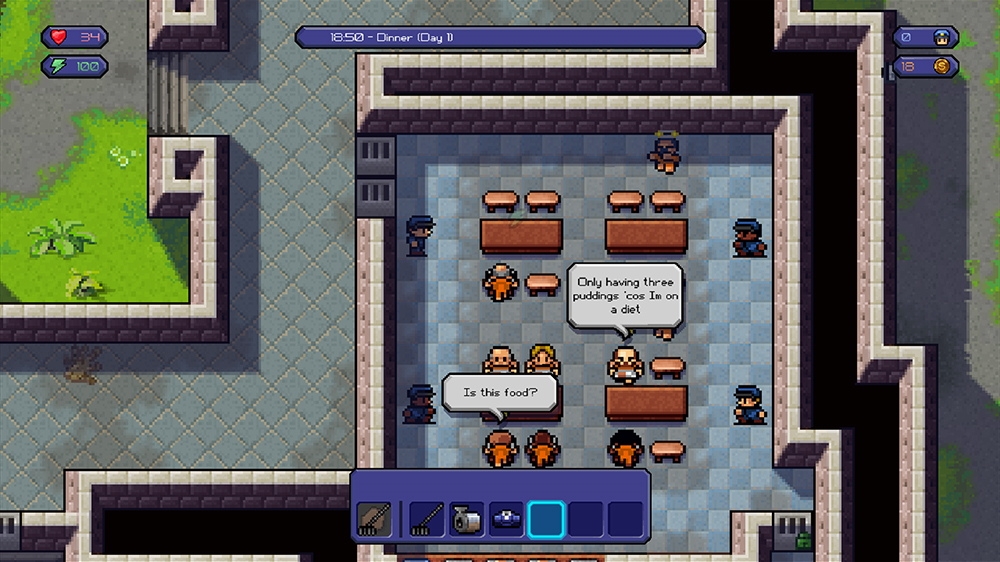 34
18:50 - Dinner (Day 1)
0
100
18
Only having three
puddings 'cos Im on
a diet
Is this food?